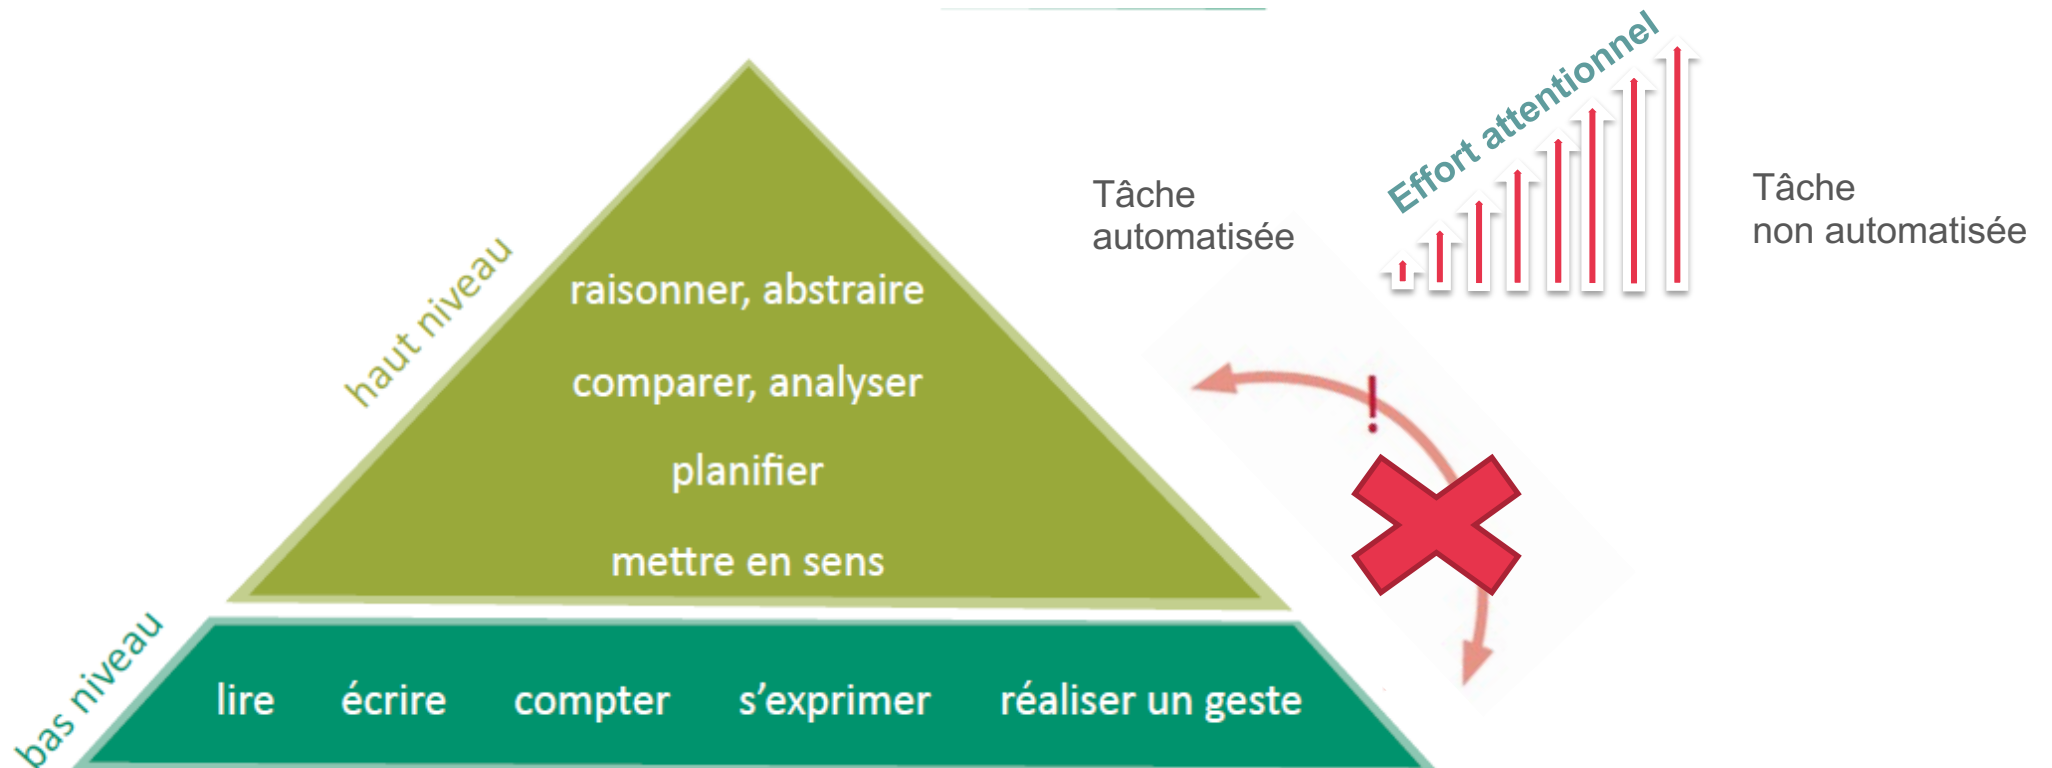 Effort attentionnel
Tâche
automatisée
Tâche
non automatisée
haut niveau
raisonner, abstraire
comparer, analyser
planifier
mettre en sens
!
bas niveau
lire écrire compter s’exprimer réaliser un geste